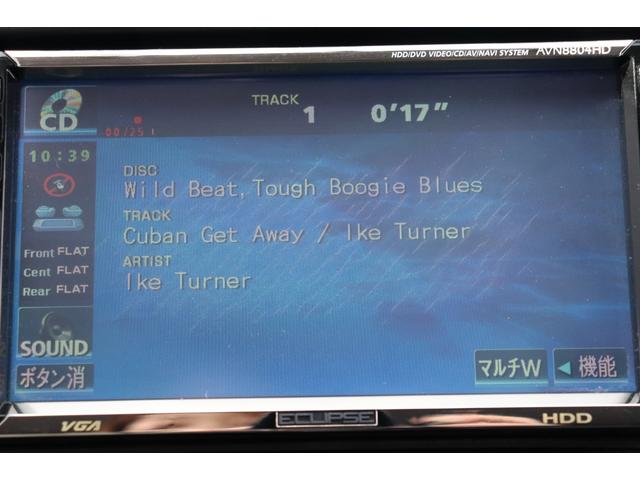 HDD/DVD VIDEO/CD/AV/NAVI SYSTEM AVN8804HD
CD
TRACK 1 0'17"
00/25 1
10:39
DISC
Wild Beat,Tough Boogie Blues
TRACK
Cuban Get Away / Ike Turner
ARTIST
Ike Turner
Front FLAT
Cent FLAT
Rear FLAT
SOUND
ボタン消
マルチW
機能
VGA
ECLIPSE
HDD